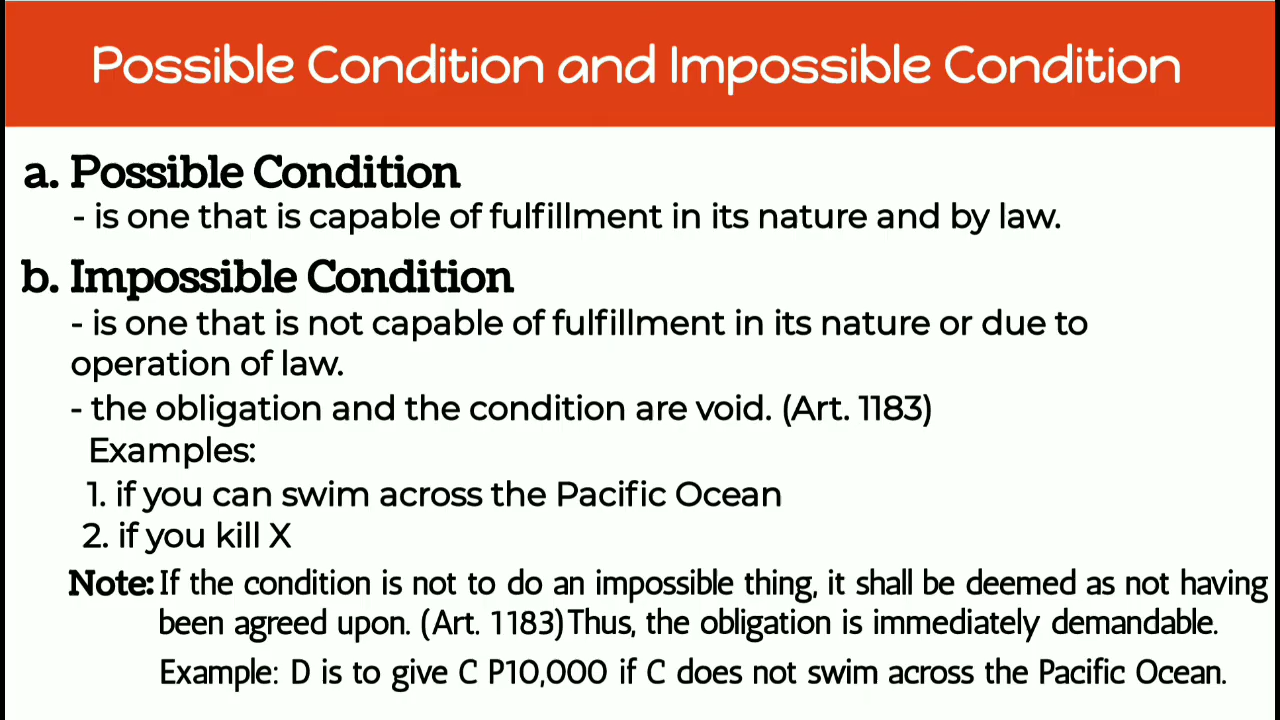 Possible Condition and Impossible Condition
a. Possible Condition
- is one that is capable of fulfillment in its nature and by law.
b. Impossible Condition
- is one that is not capable of fulfillment in its nature or due to
operation of law.
- the obligation and the condition are void. (Art. 1183)
Examples:
1. if you can swim across the Pacific Ocean
2. if you kill X
Note: If the condition is not to do an impossible thing, it shall be deemed as not having
been agreed upon. (Art. 1183) Thus, the obligation is immediately demandable.
Example: D is to give C P10,000 if C does not swim across the Pacific Ocean.